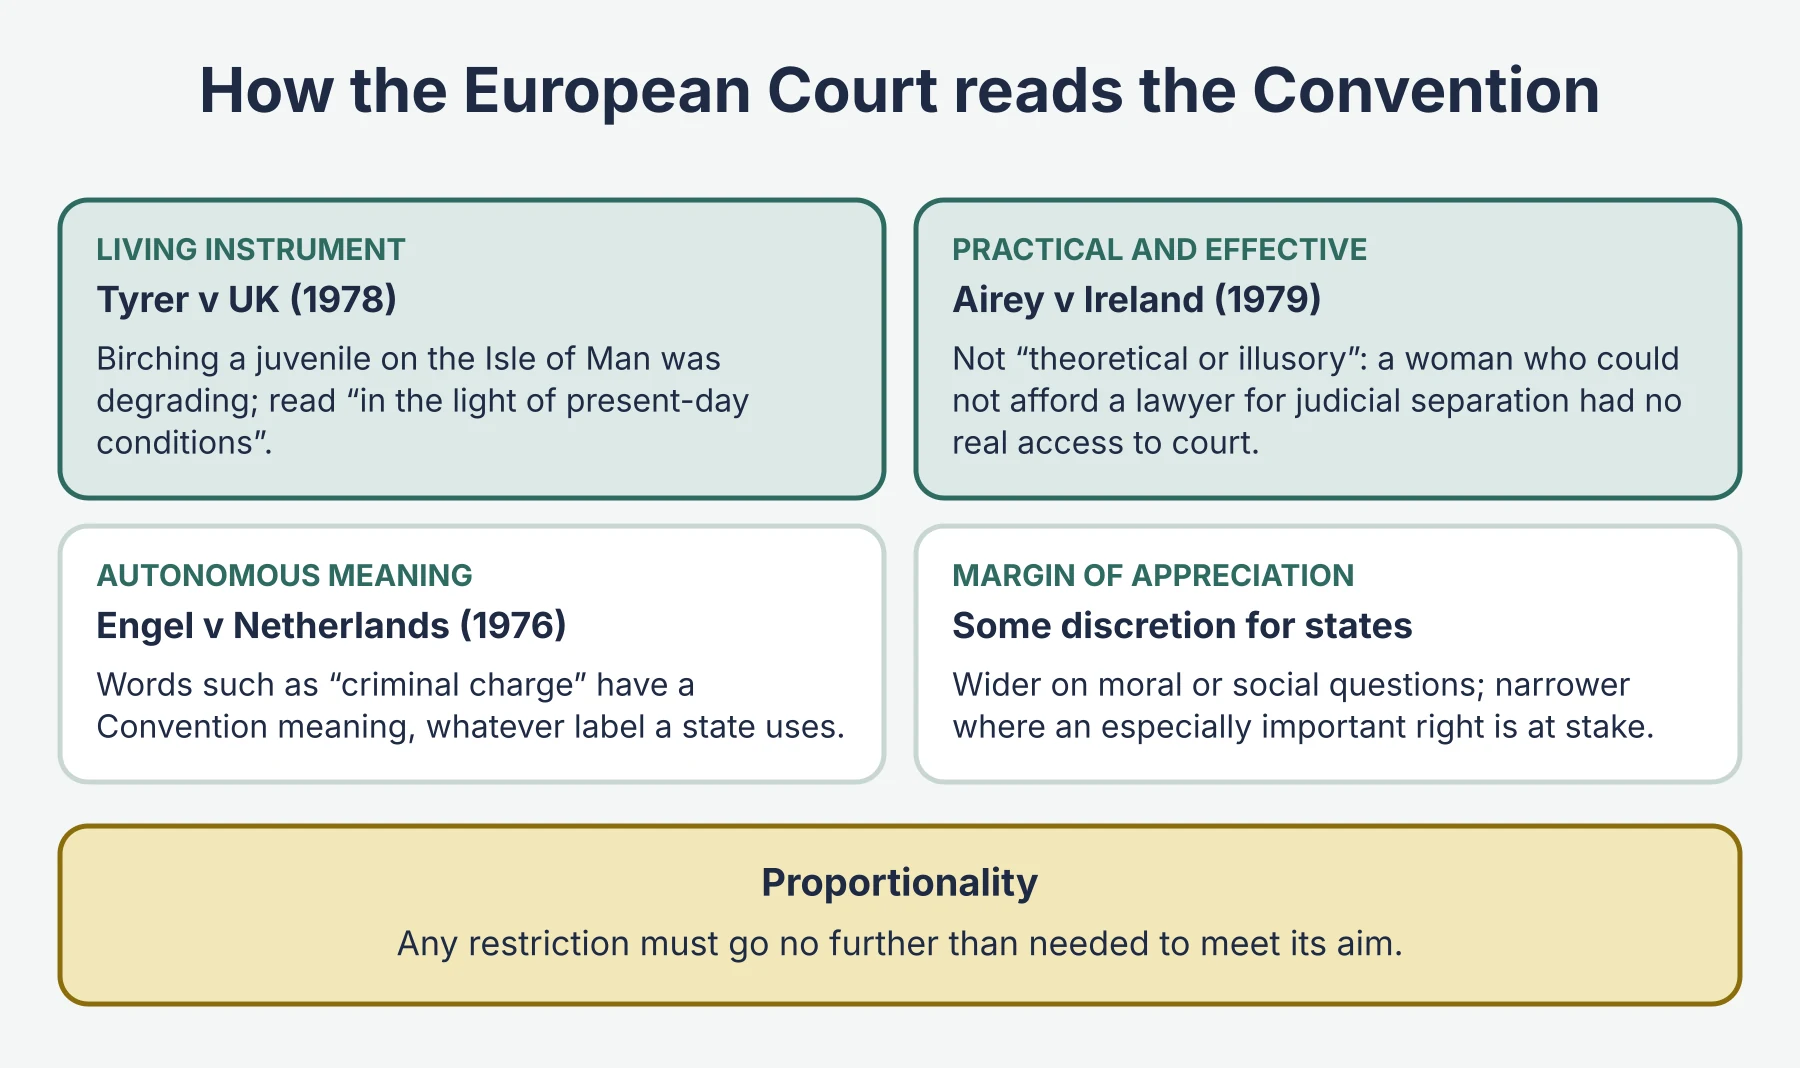 How the European Court reads the Convention
LIVING INSTRUMENT
Tyrer v UK (1978)
Birching a juvenile on the Isle of Man was
degrading; read “in the light of present-day
conditions”.
PRACTICAL AND EFFECTIVE
Airey v Ireland (1979)
Not “theoretical or illusory”: a woman who could
not afford a lawyer for judicial separation had no
real access to court.
AUTONOMOUS MEANING
Engel v Netherlands (1976)
Words such as “criminal charge” have a
Convention meaning, whatever label a state uses.
MARGIN OF APPRECIATION
Some discretion for states
Wider on moral or social questions; narrower
where an especially important right is at stake.
Proportionality
Any restriction must go no further than needed to meet its aim.